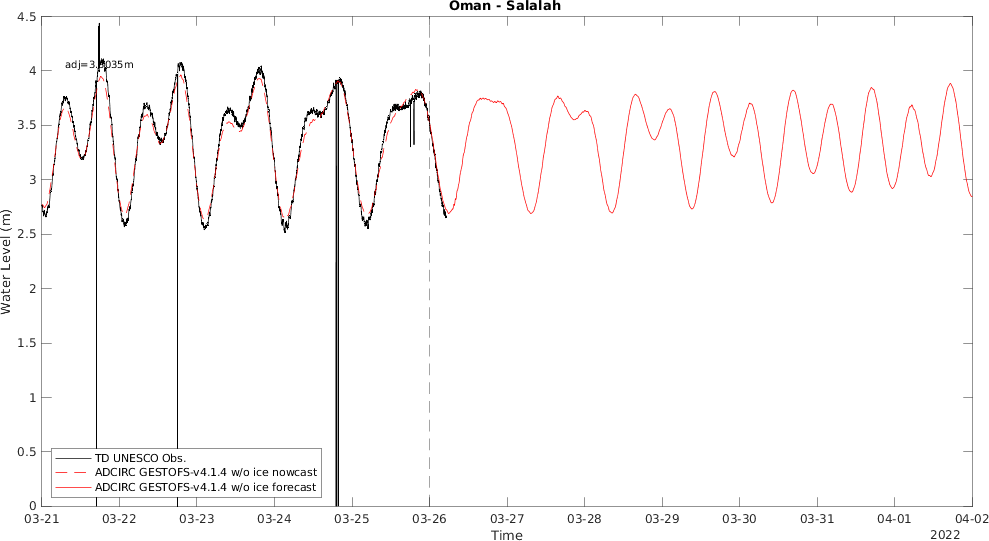 Oman - Salalah
4.5
4
3.5
3
2.5
2
1.5
1
0.5
0
Water Level (m)
TD UNESCO Obs.
ADCIRC GESTOFS-v4.1.4 w/o ice nowcast
ADCIRC GESTOFS-v4.1.4 w/o ice forecast
03-21 03-22 03-23 03-24 03-25 03-26 03-27 03-28 03-29 03-30 03-31 04-01 04-02
Time
2022